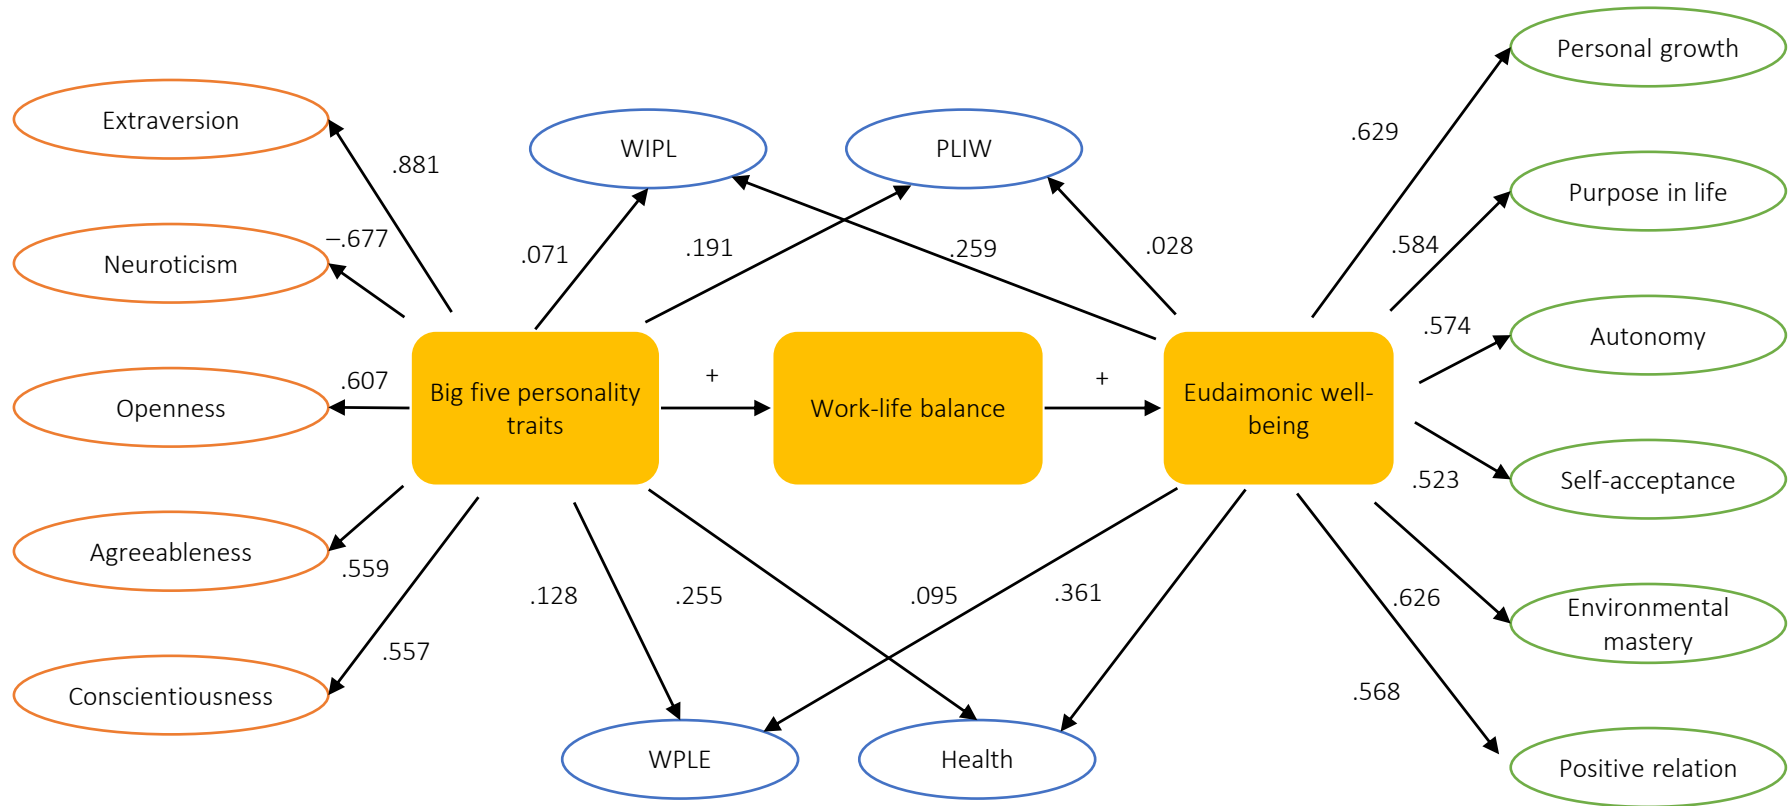 Personal growth
Extraversion
.629
WIPL
PLIW
.881
Purpose in life
–.677
.071
.191
.259
.028
.584
Neuroticism
.574
Autonomy
.607
Openness
Big five personality
traits
+
Work-life balance
+
Eudaimonic well-
being
.523
Self-acceptance
Agreeableness
.559
.128
.255
.095
.361
.626
Environmental
mastery
.557
Conscientiousness
.568
WPLE
Health
Positive relation